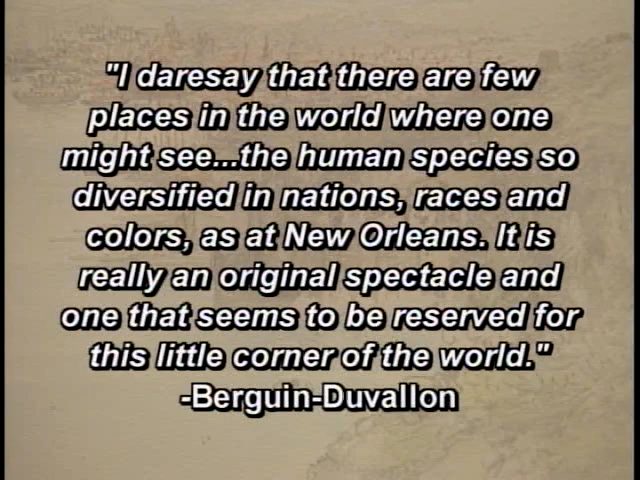 "I daresay that there are few
places in the world where one
might see...the human species so
diversified in nations, races and
colors, as at New Orleans. It is
really an original spectacle and
one that seems to be reserved for
this little corner of the world."
-Berguin-Duvallon